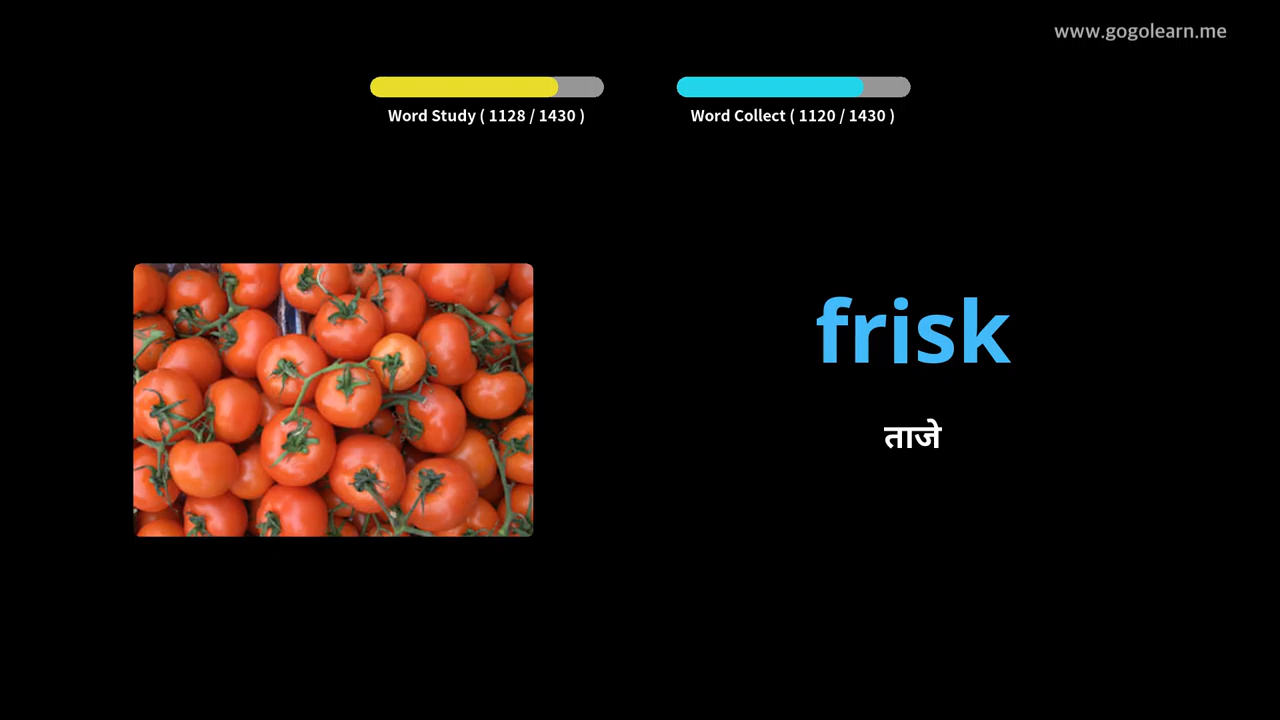 www.gogolearn.me
Word Study ( 1128 / 1430 )
Word Collect ( 1120 / 1430 )
frisk
ताजे